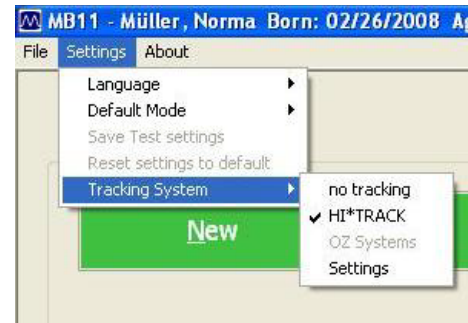 MB11 - Müller, Norma Born: 02/26/2008
File Settings About
Language
Default Mode
Save Test settings
Reset settings to default
Tracking System
no tracking
HI*TRACK
OZ Systems
Settings
New